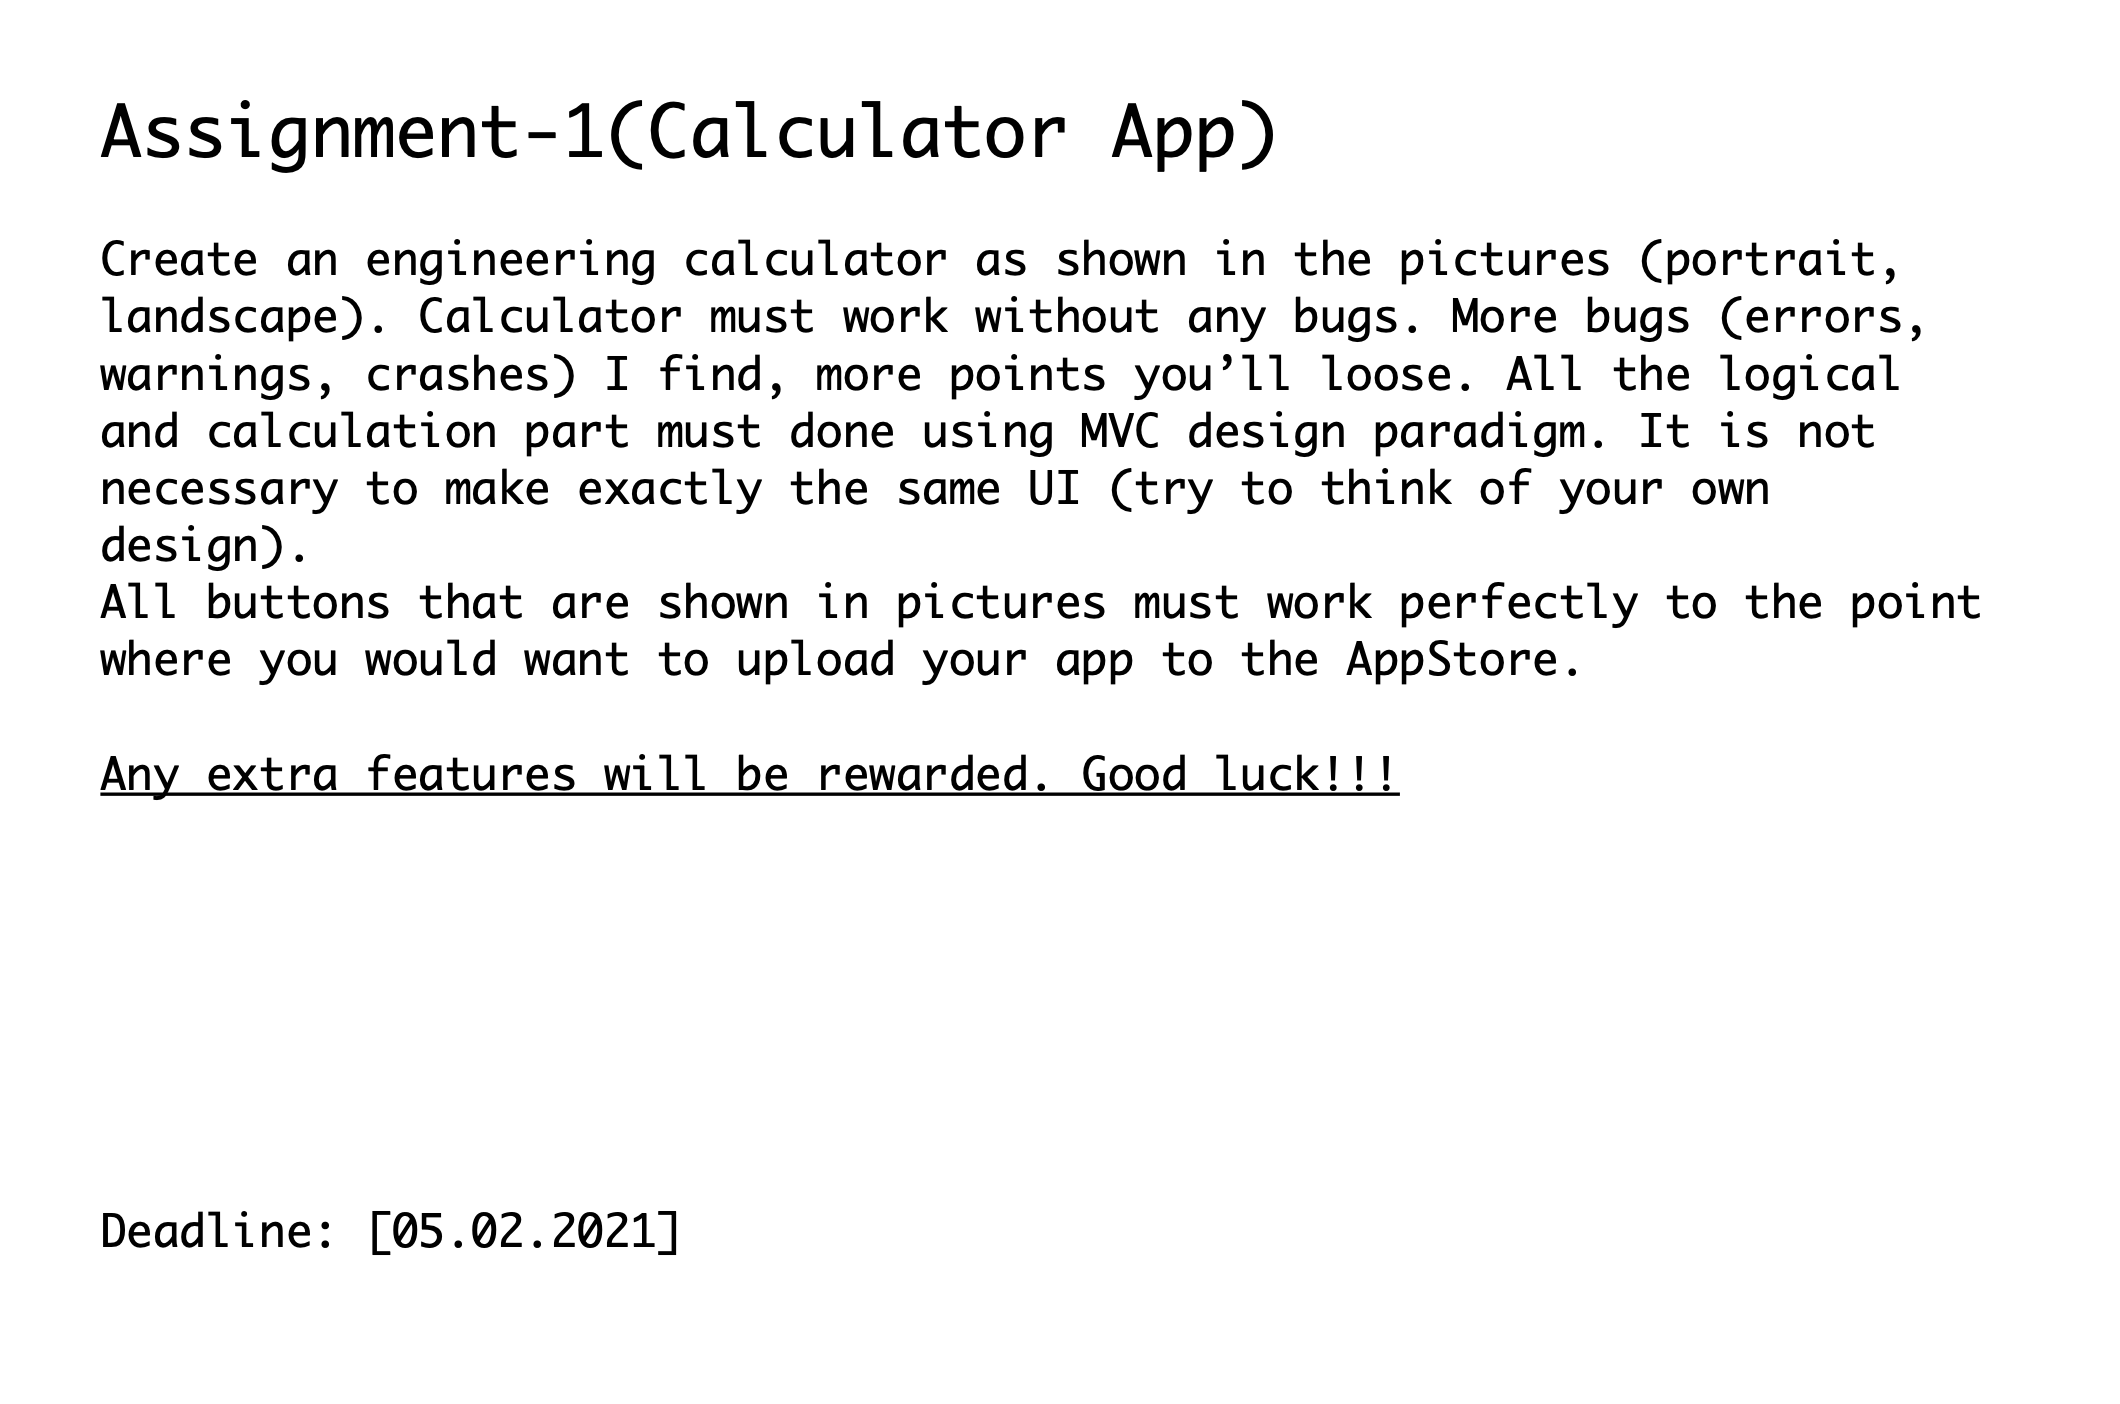 Assignment-1(Calculator App)
Create an engineering calculator as shown in the pictures (portrait,
landscape). Calculator must work without any bugs. More bugs (errors,
warnings, crashes) I find, more points you’ll loose. All the logical
and calculation part must done using MVC design paradigm. It is not
necessary to make exactly the same UI (try to think of your own
design).
All buttons that are shown in pictures must work perfectly to the point
where you would want to upload your app to the AppStore.
Any extra features will be rewarded. Good luck!!!
Deadline: [05.02.2021]